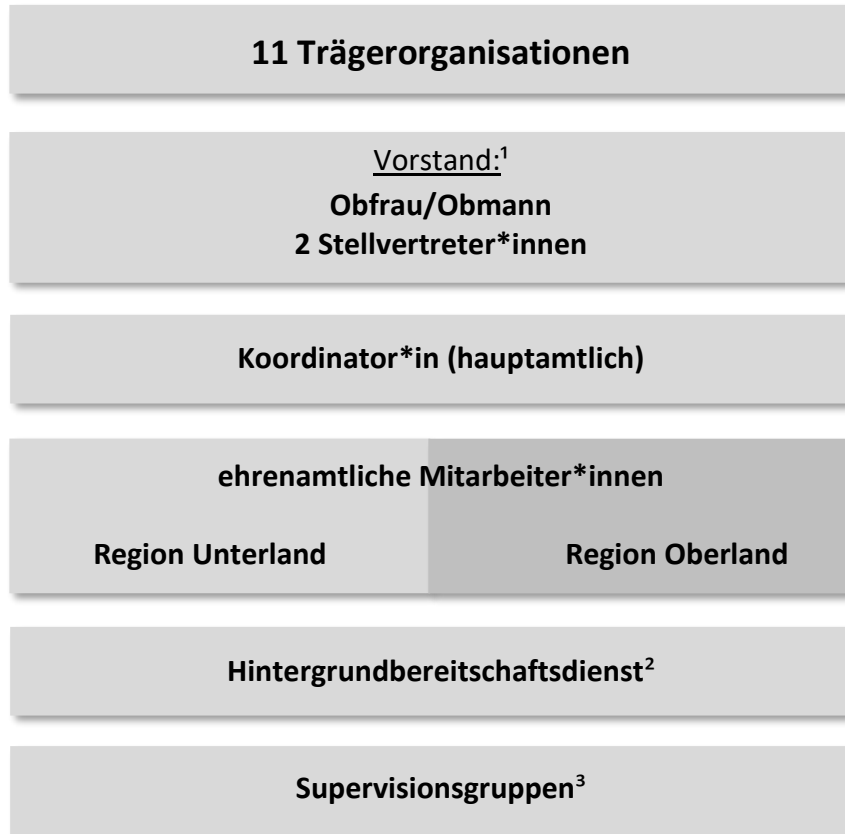 11 Trägerorganisationen
Vorstand:¹
Obfrau/Obmann
2 Stellvertreter*innen
Koordinator*in (hauptamtlich)
ehrenamtliche Mitarbeiter*innen
Region Unterland
Region Oberland
Hintergrundbereitschaftsdienst²
Supervisionsgruppen³